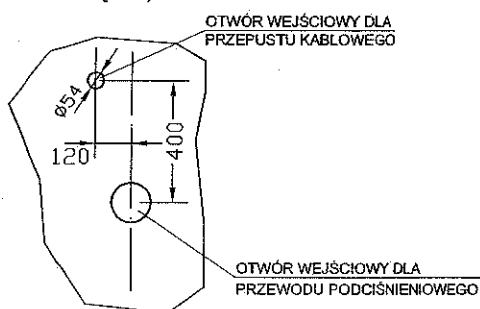 OTWÓR WEJŚCIOWY DLA
PRZEPUSTU KABLOWEGO
Ø54
120
400
OTWÓR WEJŚCIOWY DLA
PRZEWODU PODCIŚNIENIOWEGO